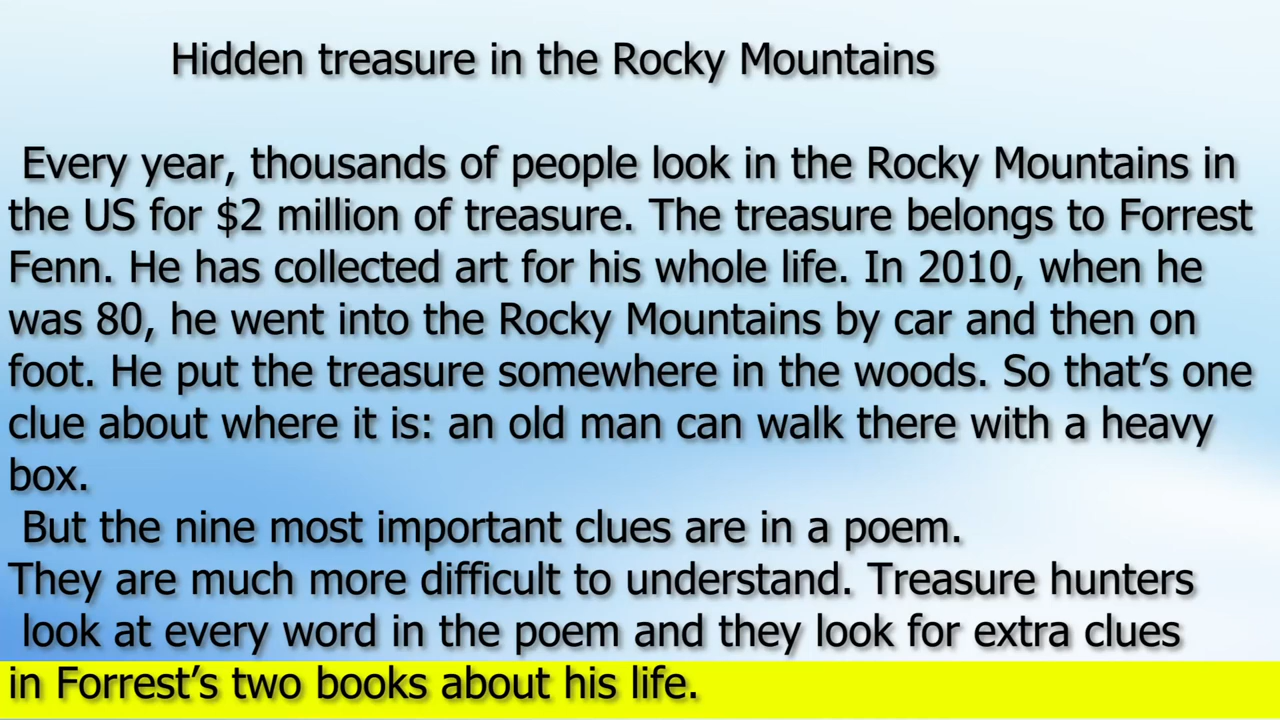 Hidden treasure in the Rocky Mountains
Every year, thousands of people look in the Rocky Mountains in
the US for $2 million of treasure. The treasure belongs to Forrest
Fenn. He has collected art for his whole life. In 2010, when he
was 80, he went into the Rocky Mountains by car and then on
foot. He put the treasure somewhere in the woods. So that’s one
clue about where it is: an old man can walk there with a heavy
box.
But the nine most important clues are in a poem.
They are much more difficult to understand. Treasure hunters
look at every word in the poem and they look for extra clues
in Forrest’s two books about his life.